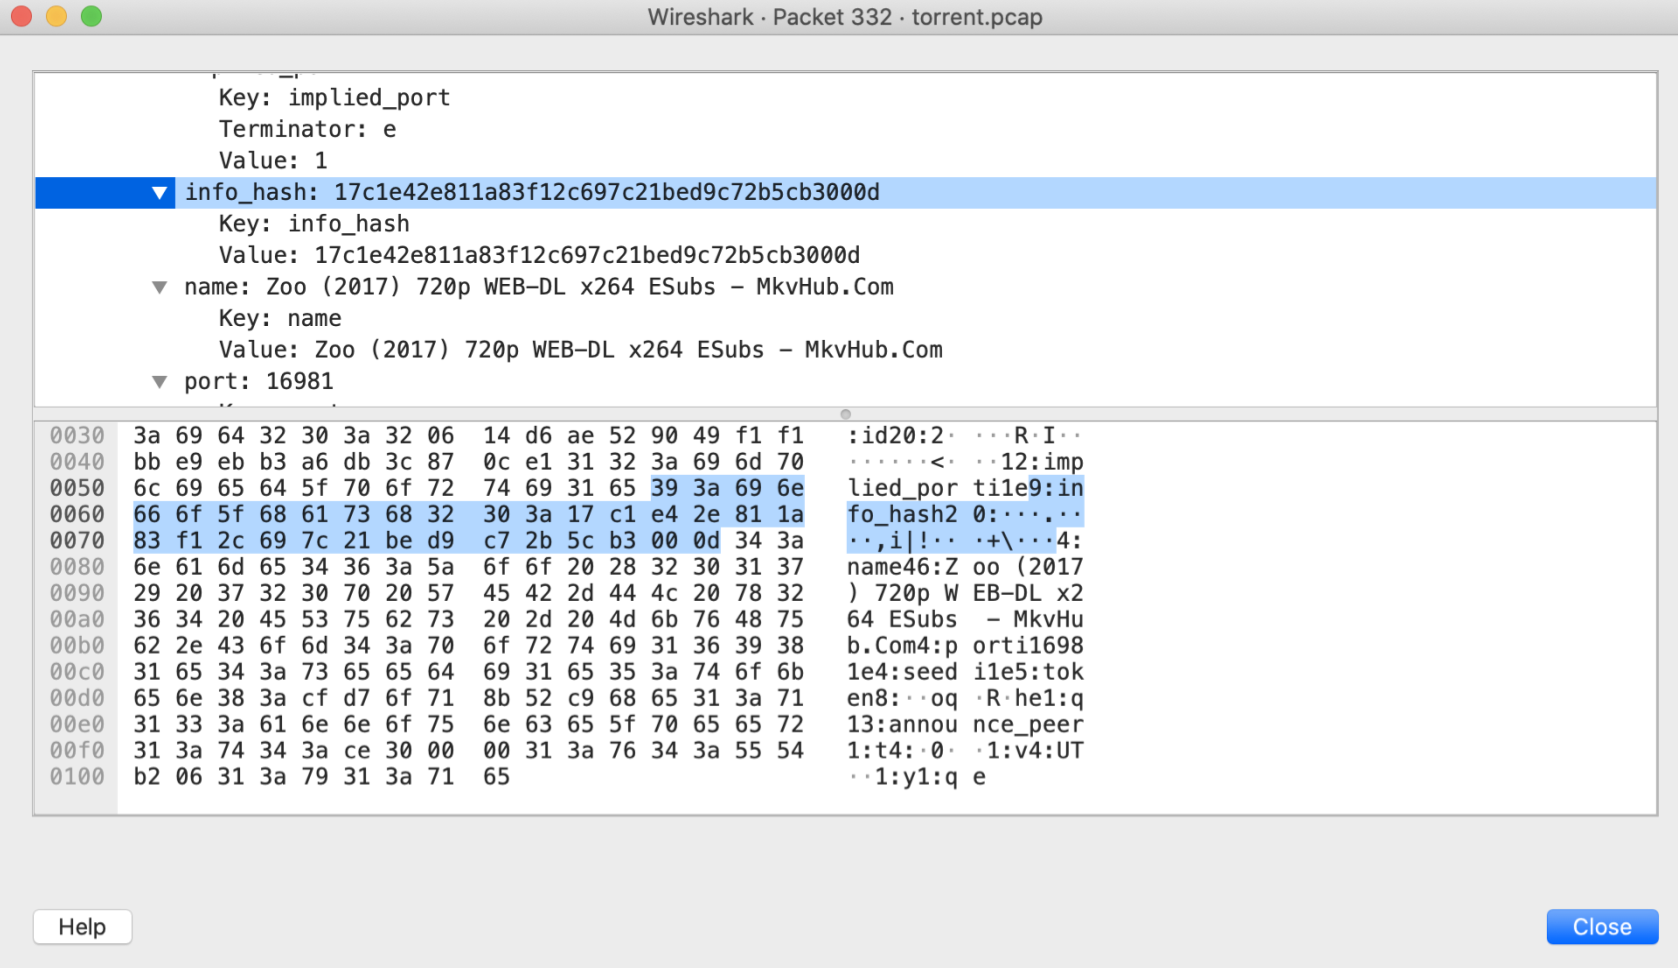 Wireshark · Packet 332 · torrent.pcap
Key: implied_port
Terminator: e
Value: 1
info_hash: 17c1e42e811a83f12c697c21bed9c72b5cb3000d
Key: info_hash
Value: 17c1e42e811a83f12c697c21bed9c72b5cb3000d
name: Zoo (2017) 720p WEB-DL x264 ESubs - MkvHub.Com
Key: name
Value: Zoo (2017) 720p WEB-DL x264 ESubs - MkvHub.Com
port: 16981
0030 3a 69 64 32 30 3a 32 06 14 d6 ae 52 90 49 f1 f1 :id20:2· ···R·I··
0040 bb e9 eb b3 a6 db 3c 87 0c e1 31 32 3a 69 6d 70 ······<· ··12:imp
0050 6c 69 65 64 5f 70 6f 72 74 69 31 65 39 3a 69 6e lied_por ti1e9:in
0060 66 6f 5f 68 61 73 68 32 30 3a 17 c1 e4 2e 81 1a fo_hash2 0:···.··
0070 83 f1 2c 69 7c 21 be d9 c7 2b 5c b3 00 0d 34 3a ··,i|!·· ·+\···4:
0080 6e 61 6d 65 34 36 3a 5a 6f 6f 20 28 32 30 31 37 name46:Z oo (2017
0090 29 20 37 32 30 70 20 57 45 42 2d 44 4c 20 78 32 ) 720p W EB-DL x2
00a0 36 34 20 45 53 75 62 73 20 2d 20 4d 6b 76 48 75 64 ESubs - MkvHu
00b0 62 2e 43 6f 6d 34 3a 70 6f 72 74 69 31 36 39 38 b.Com4:p orti1698
00c0 31 65 34 3a 73 65 65 64 69 31 65 35 3a 74 6f 6b 1e4:seed i1e5:tok
00d0 65 6e 38 3a cf d7 6f 71 8b 52 c9 68 65 31 3a 71 en8:··oq ·R·he1:q
00e0 31 33 3a 61 6e 6e 6f 75 6e 63 65 5f 70 65 65 72 13:annou nce_peer
00f0 31 3a 74 34 3a ce 30 00 00 31 3a 76 34 3a 55 54 1:t4:·0· ·1:v4:UT
0100 b2 06 31 3a 79 31 3a 71 65 ··1:y1:q e
Help
Close